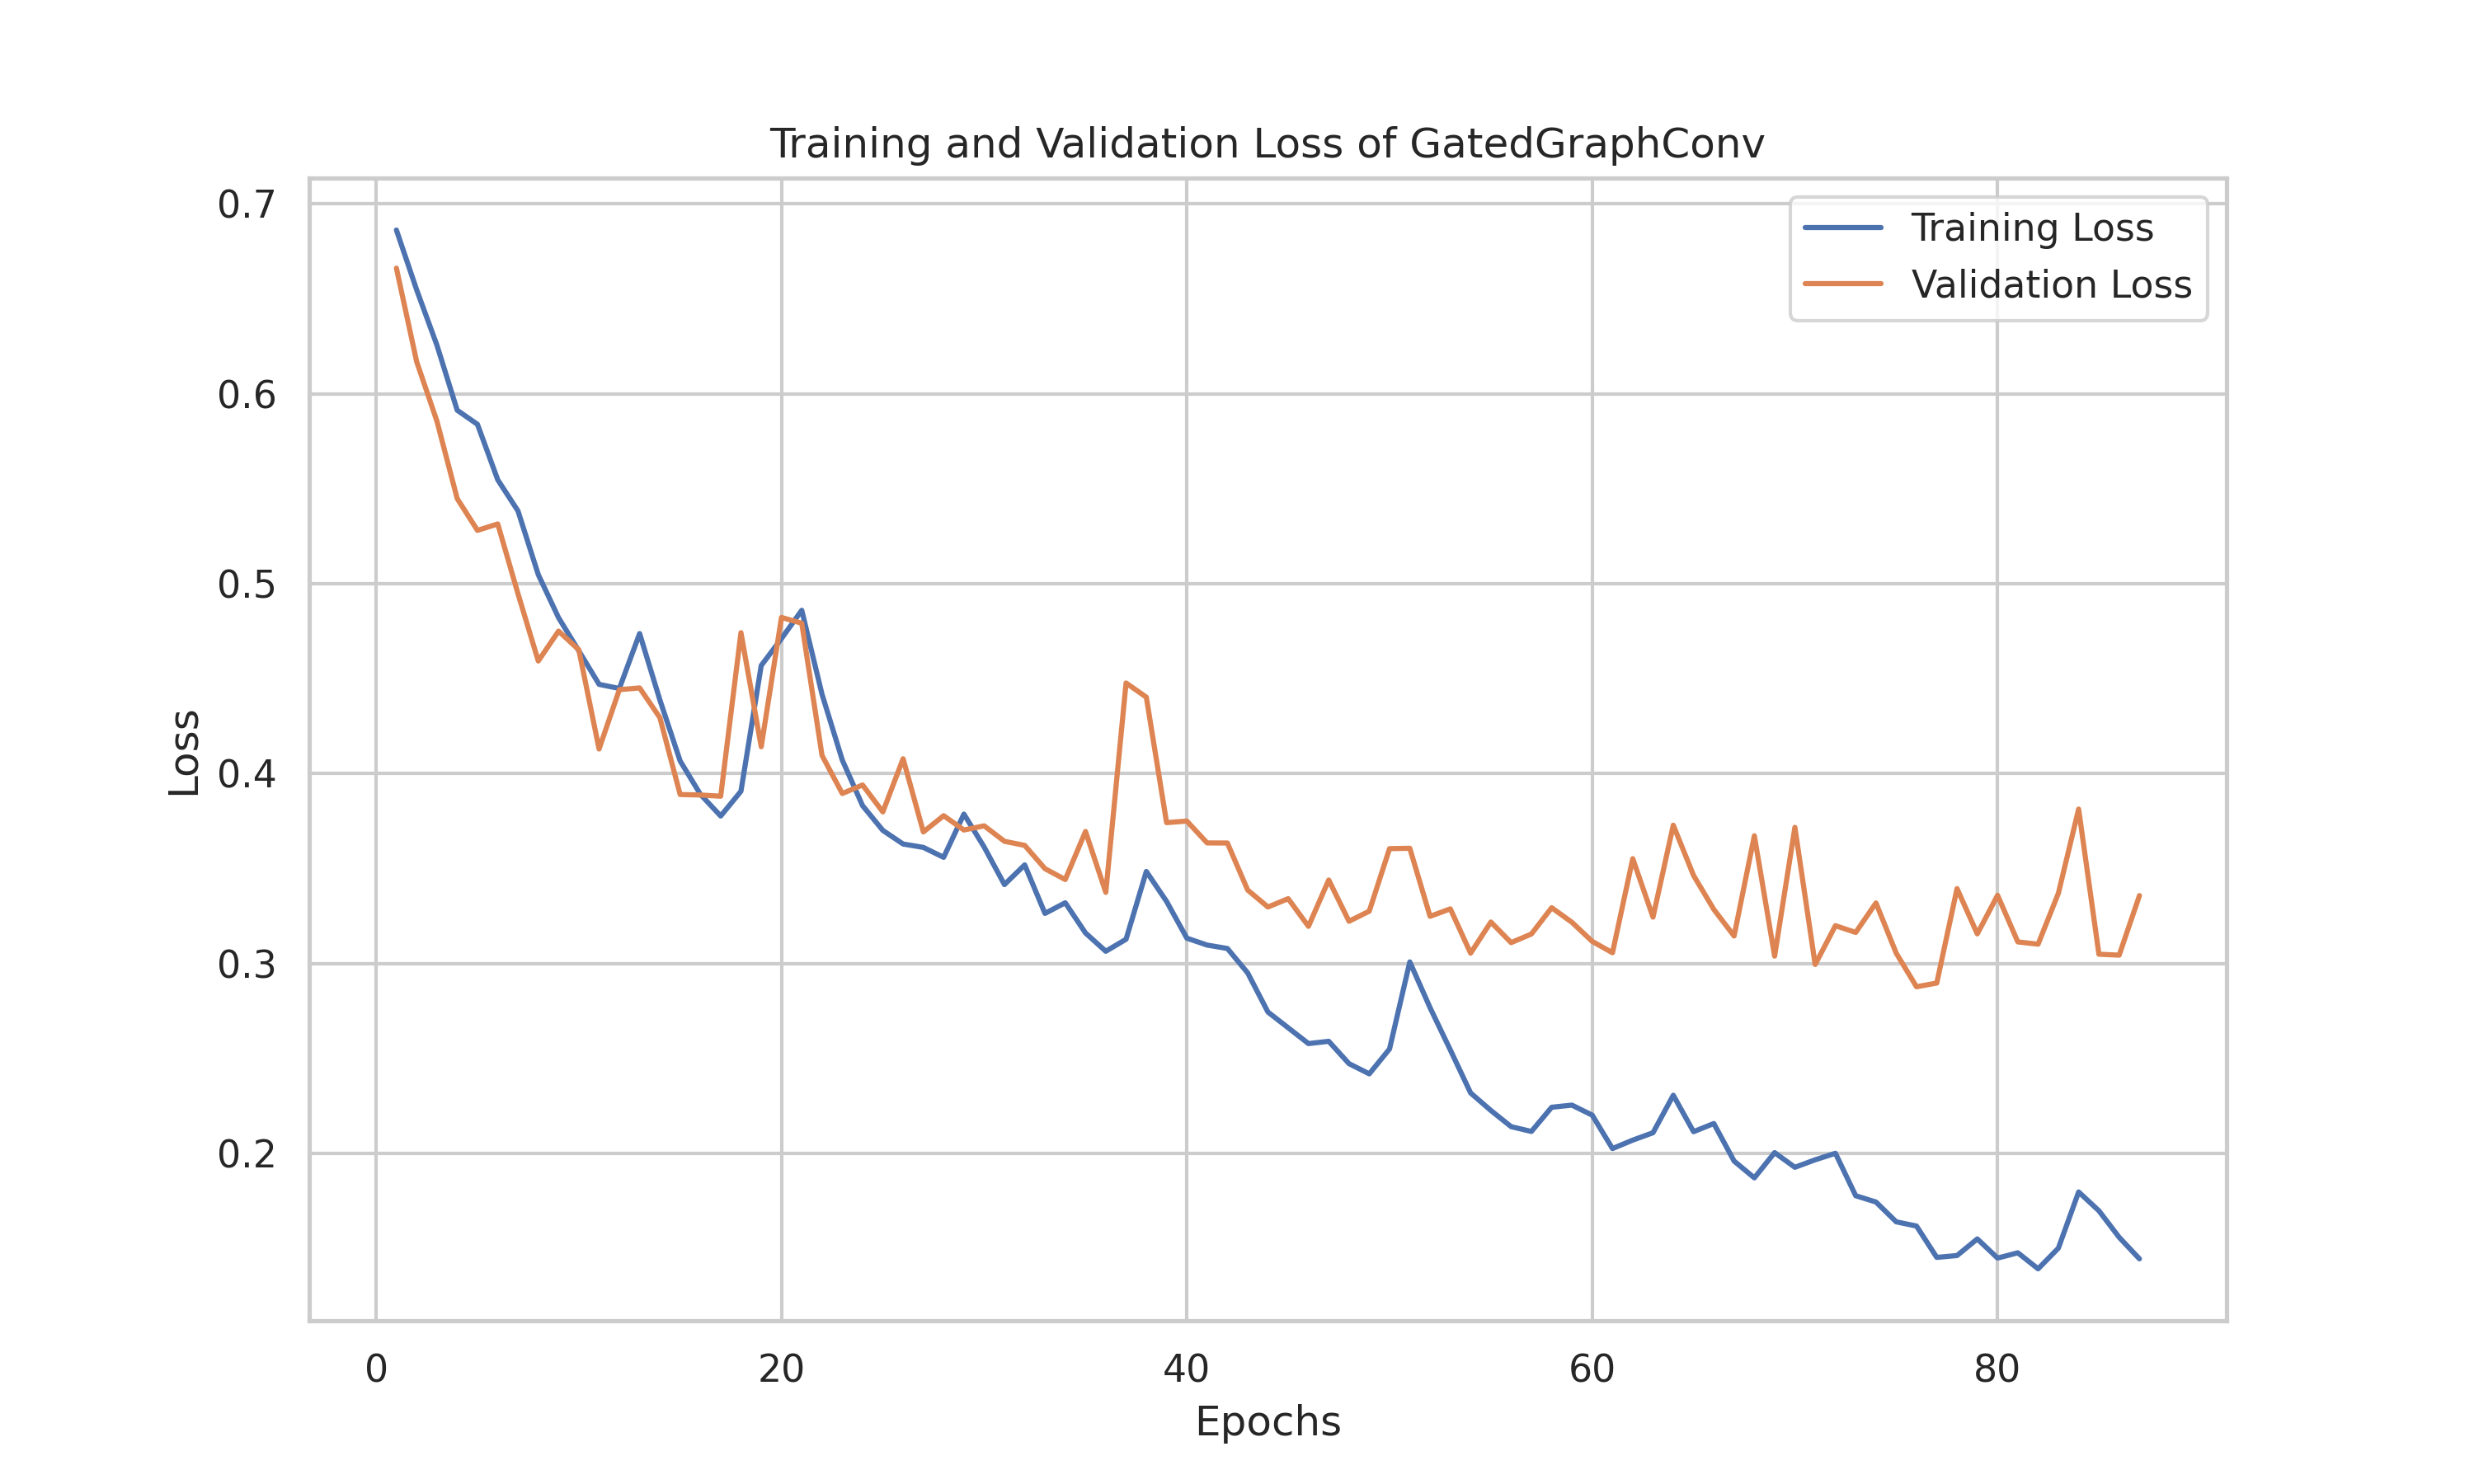 Training and Validation Loss of GatedGraphConv
Training Loss
Validation Loss
Loss
0.7
0.6
0.5
0.4
0.3
0.2
0 20 40 60 80
Epochs